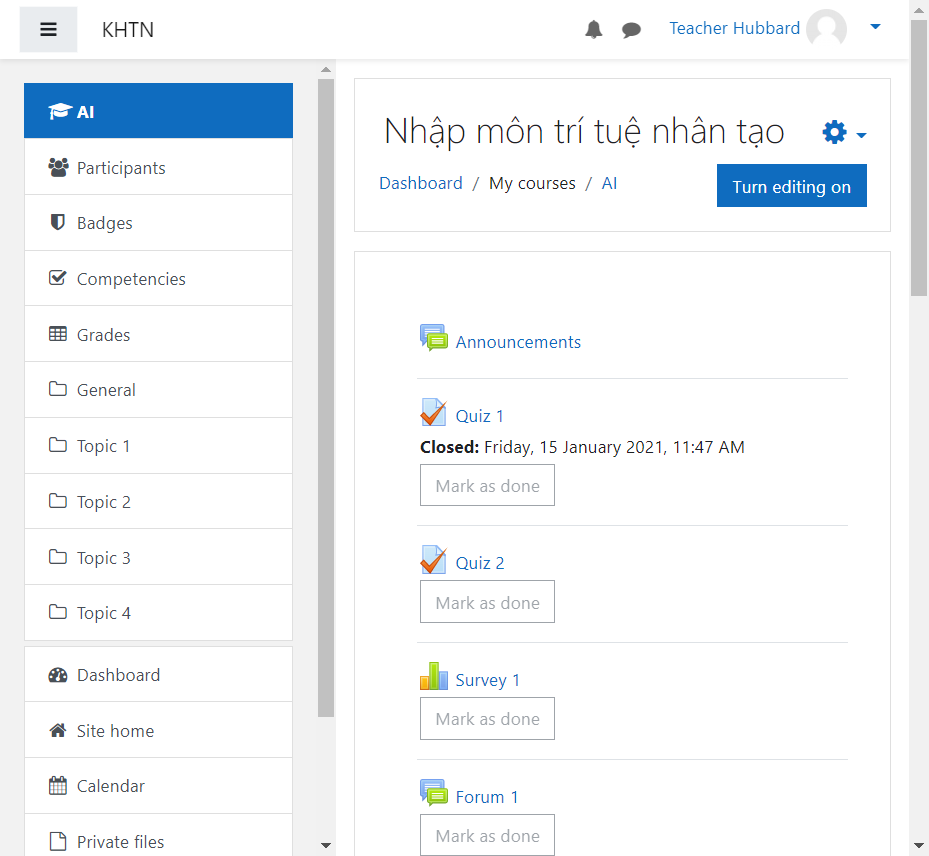 KHTN
Teacher Hubbard
AI
Participants
Badges
Competencies
Grades
General
Topic 1
Topic 2
Topic 3
Topic 4
Dashboard
Site home
Calendar
Private files
Nhập môn trí tuệ nhân tạo
Dashboard / My courses / AI
Turn editing on
Announcements
Quiz 1
Closed: Friday, 15 January 2021, 11:47 AM
Mark as done
Quiz 2
Mark as done
Survey 1
Mark as done
Forum 1
Mark as done